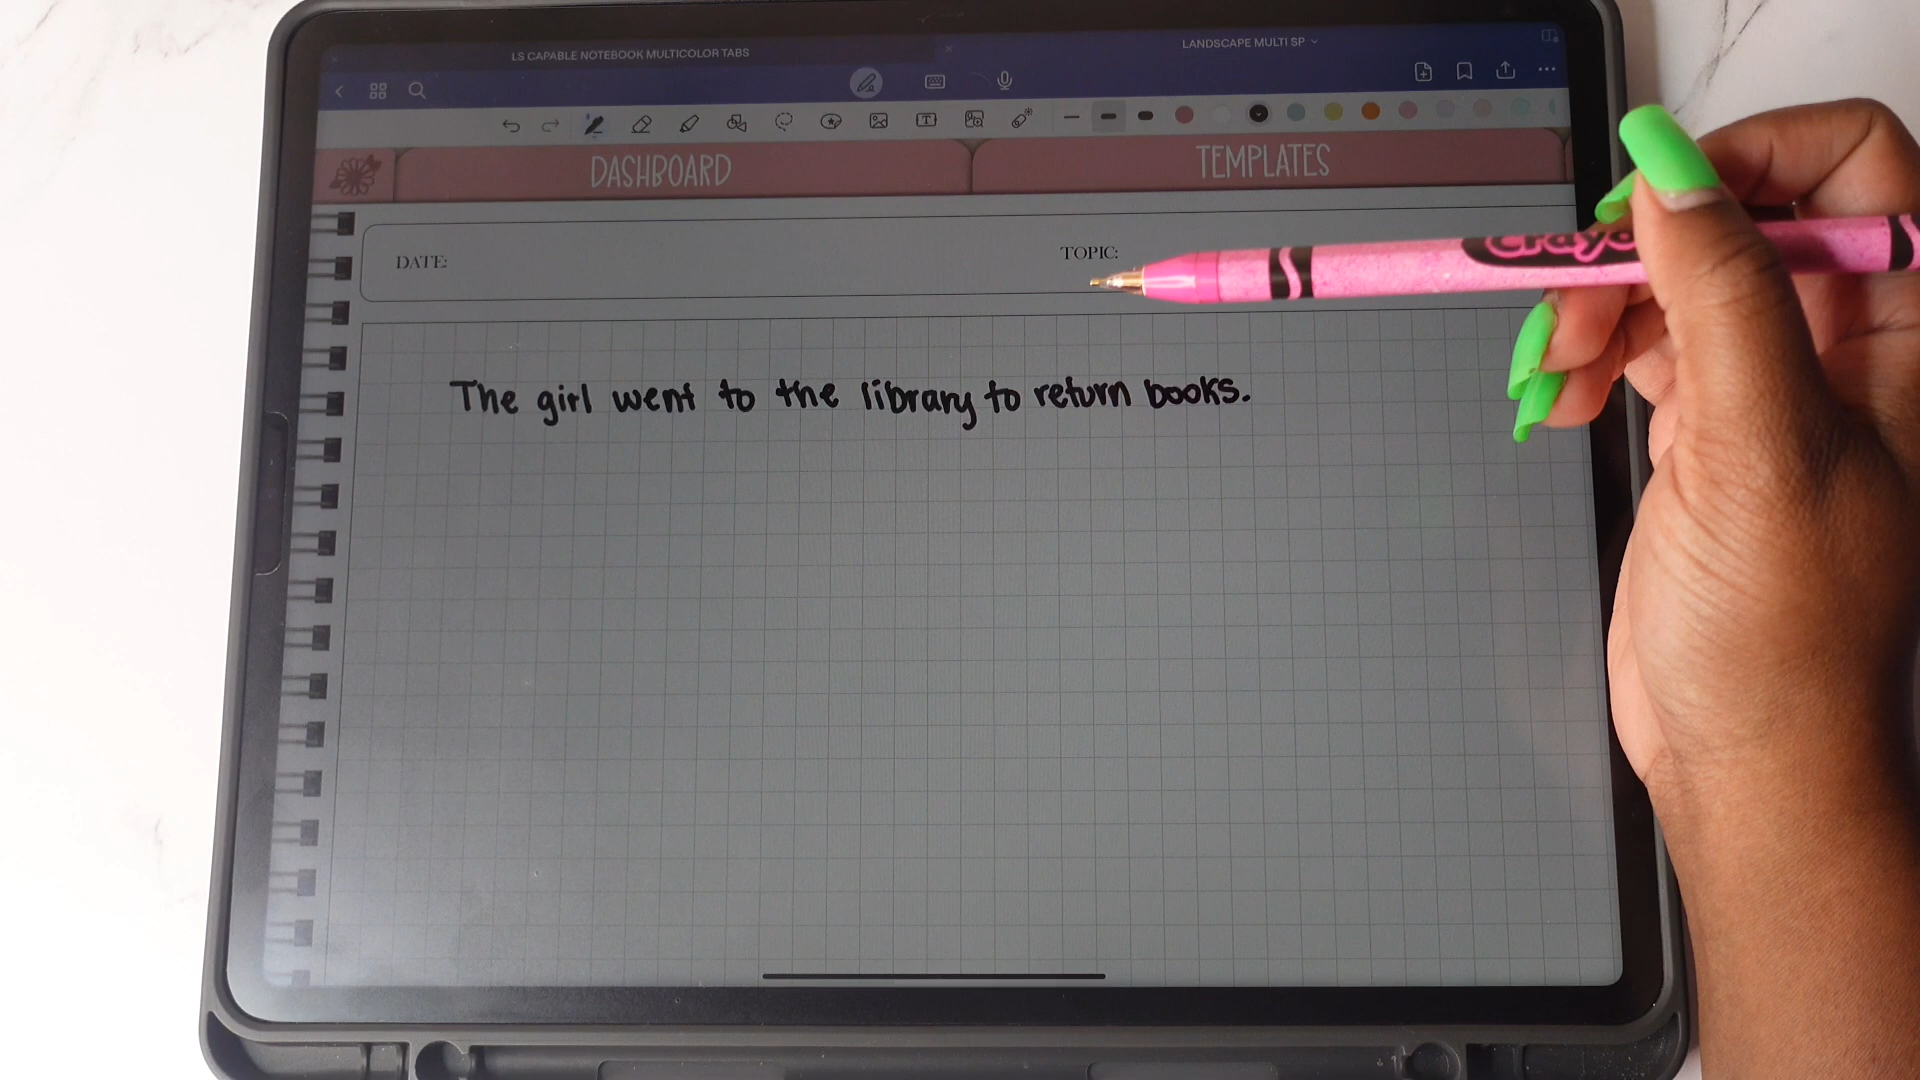 LS CAPABLE NOTEBOOK MULTICOLOR TABS
LANDSCAPE MULTI SP
DASHBOARD
TEMPLATES
DATE:
TOPIC:
The girl went to the library to return books.